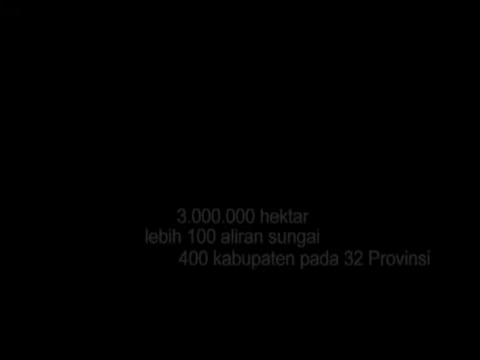 3.000.000 hektar
lebih 100 aliran sungai
400 kabupaten pada 32 Provinsi